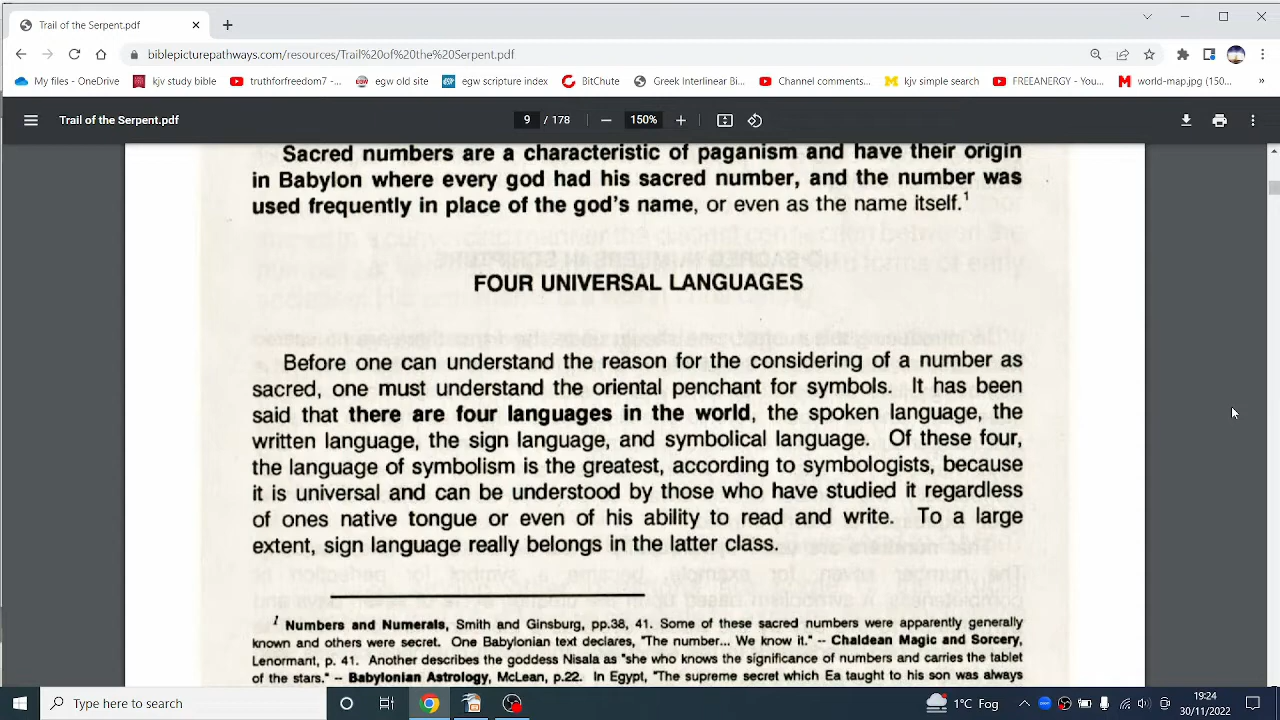 Trail of the Serpent.pdf
biblepicturepathways.com/resources/Trail%20of%20the%20Serpent.pdf
My files - OneDrive
kjv study bible
truthforfreedom7 -...
egw old site
egw scripture index
BitChute
Greek Interlinear Bi...
Channel comments...
kjv simple search
FREEANERGY - You...
world-map.jpg (150...
Trail of the Serpent.pdf
9 / 178
150%
Sacred numbers are a characteristic of paganism and have their origin
in Babylon where every god had his sacred number, and the number was
used frequently in place of the god's name, or even as the name itself.1
FOUR UNIVERSAL LANGUAGES
Before one can understand the reason for the considering of a number as
sacred, one must understand the oriental penchant for symbols. It has been
said that there are four languages in the world, the spoken language, the
written language, the sign language, and symbolical language. Of these four,
the language of symbolism is the greatest, according to symbologists, because
it is universal and can be understood by those who have studied it regardless
of ones native tongue or even of his ability to read and write. To a large
extent, sign language really belongs in the latter class.
1 Numbers and Numerals, Smith and Ginsburg, pp.38, 41. Some of these sacred numbers were apparently generally
known and others were secret. One Babylonian text declares, "The number... We know it." -- Chaldean Magic and Sorcery,
Lenormant, p. 41. Another describes the goddess Nisala as "she who knows the significance of numbers and carries the tablet
of the stars." -- Babylonian Astrology, McLean, p.22. In Egypt, "The supreme secret which Ea taught to his son was always
Type here to search
1°C Fog
19:24
30/11/2022